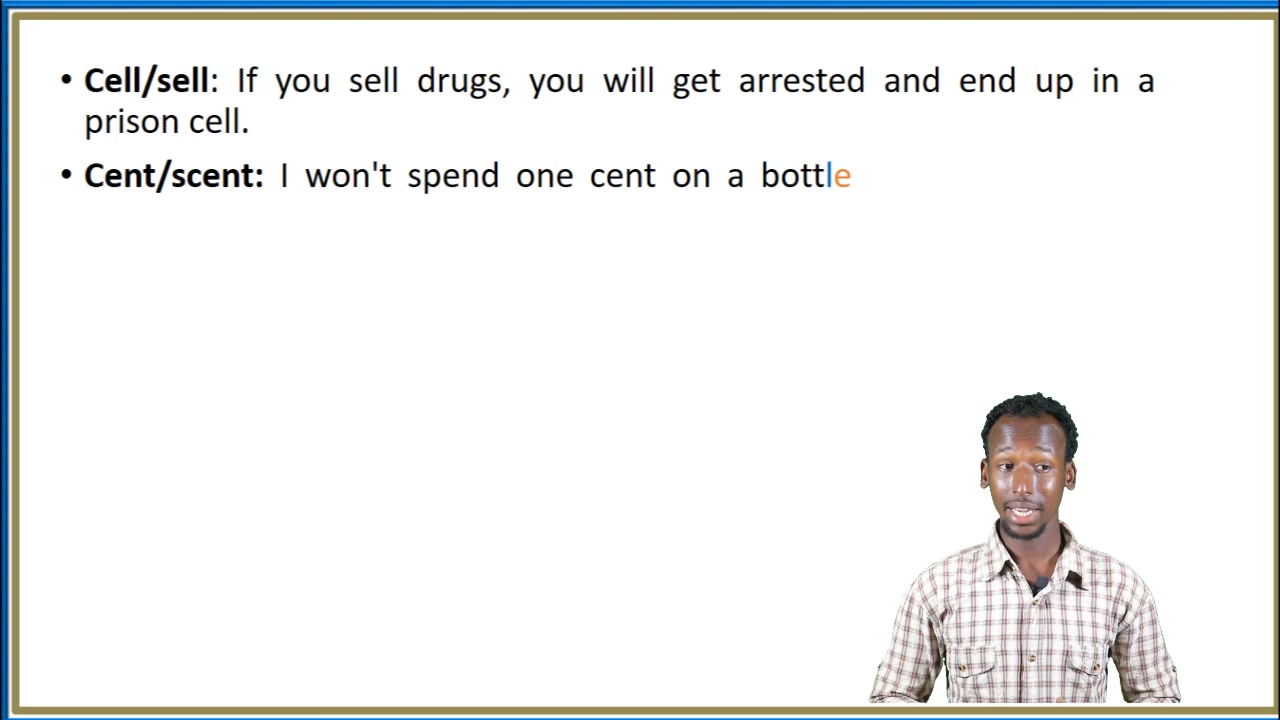 • Cell/sell: If you sell drugs, you will get arrested and end up in a
prison cell.
• Cent/scent: I won't spend one cent on a bottle